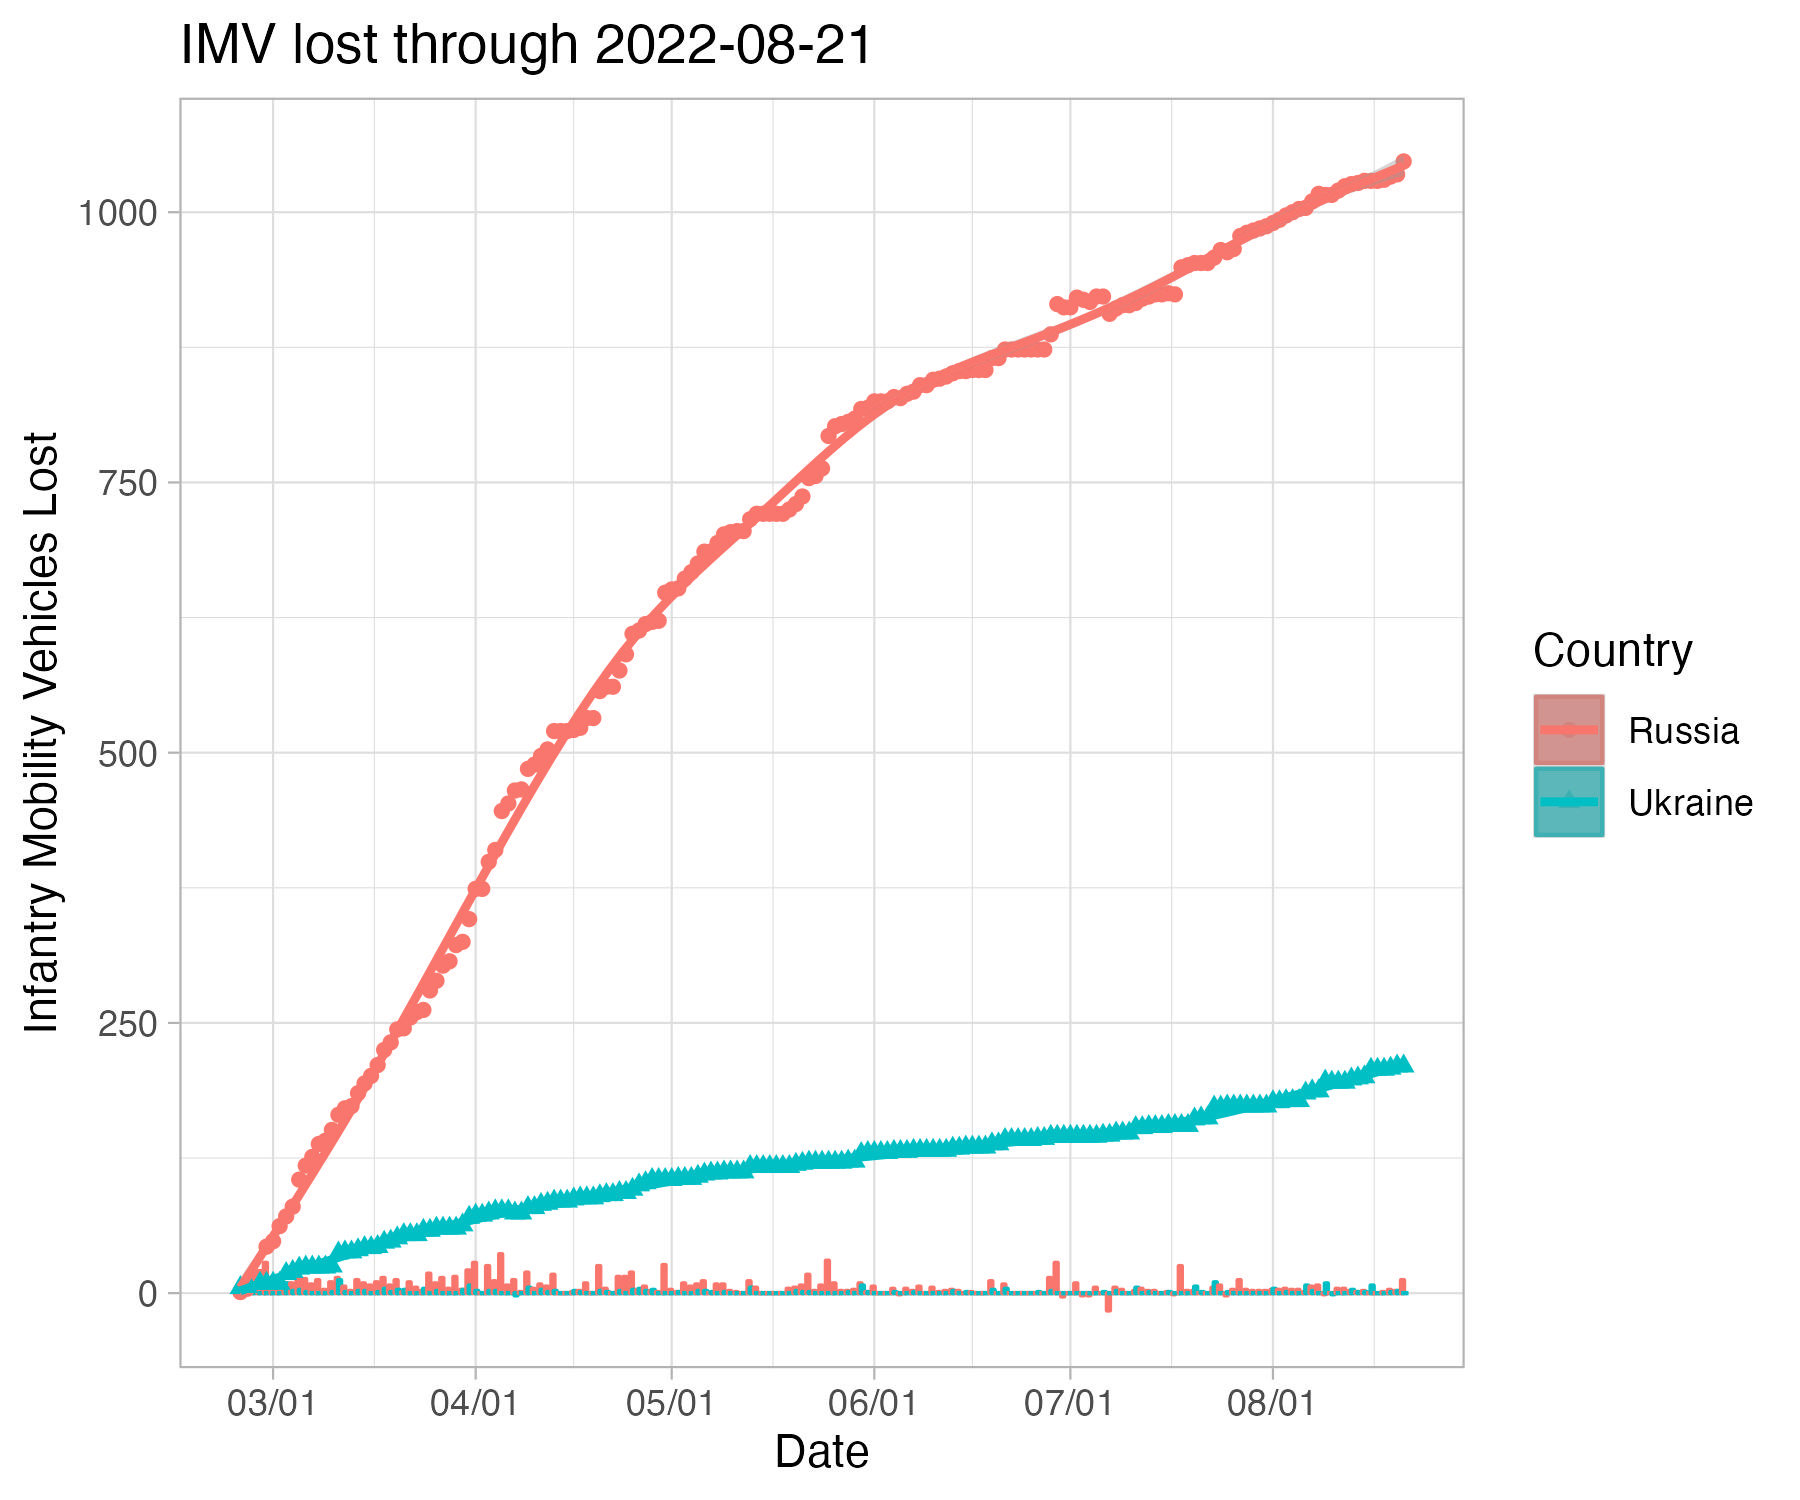 IMV lost through 2022-08-21
Infantry Mobility Vehicles Lost
1000
750
500
250
0
03/01 04/01 05/01 06/01 07/01 08/01
Date
Country
Russia
Ukraine